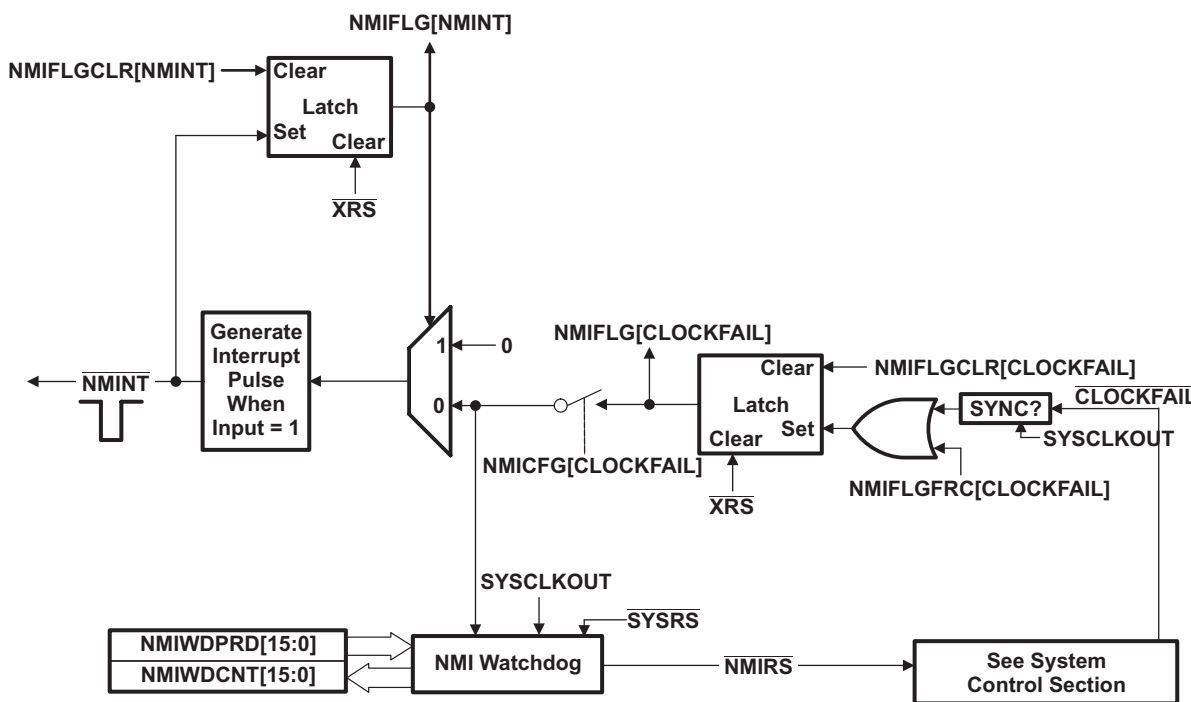 NMIFLG[NMINT]
NMIFLGCLR[NMINT]
Clear
Latch
Set
Clear
XRS
Generate
Interrupt
Pulse
When
Input = 1
NMINT
1
0
0
NMIFLG[CLOCKFAIL]
NMICFG[CLOCKFAIL]
Clear
Latch
Set
Clear
XRS
NMIFLGCLR[CLOCKFAIL]
CLOCKFAIL
SYNC?
SYSCLKOUT
NMIFLGFRC[CLOCKFAIL]
SYSCLKOUT
SYSRS
NMIWDPRD[15:0]
NMIWDCNT[15:0]
NMI Watchdog
NMIRS
See System
Control Section